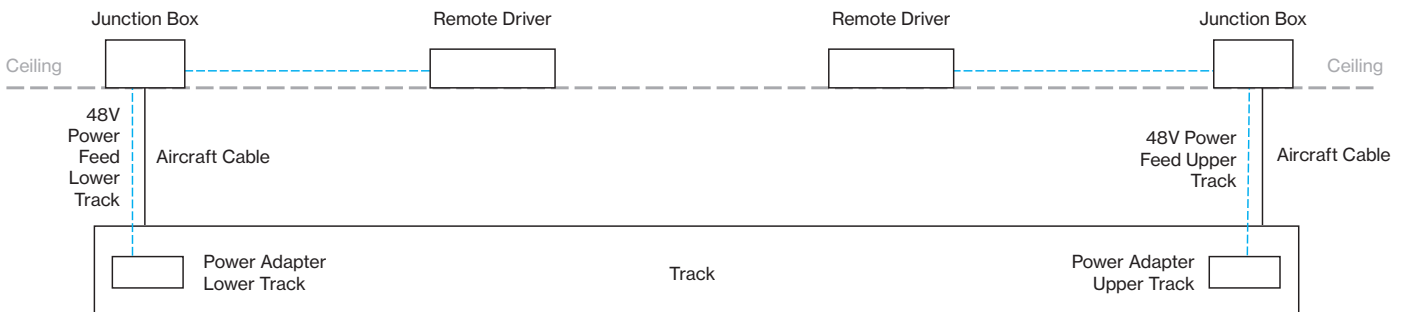 Junction Box
Remote Driver
Remote Driver
Junction Box
Ceiling
Ceiling
48V
Power
Feed
Lower
Track
Aircraft Cable
48V Power
Feed Upper
Track
Aircraft Cable
Power Adapter
Lower Track
Track
Power Adapter
Upper Track